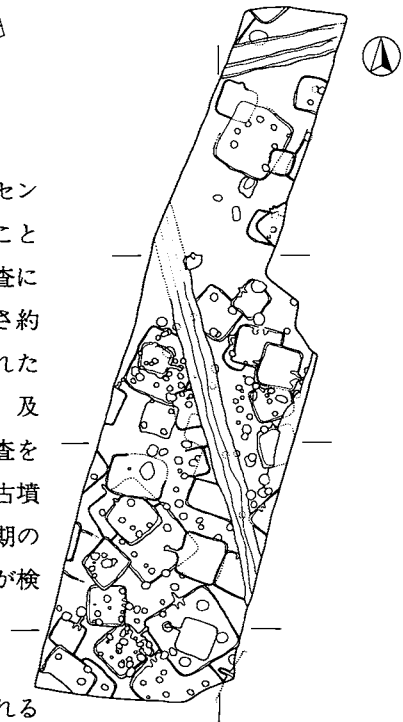 セン
こと
査に
さ約
れた
及
査を
古墳
期の
が検
れる